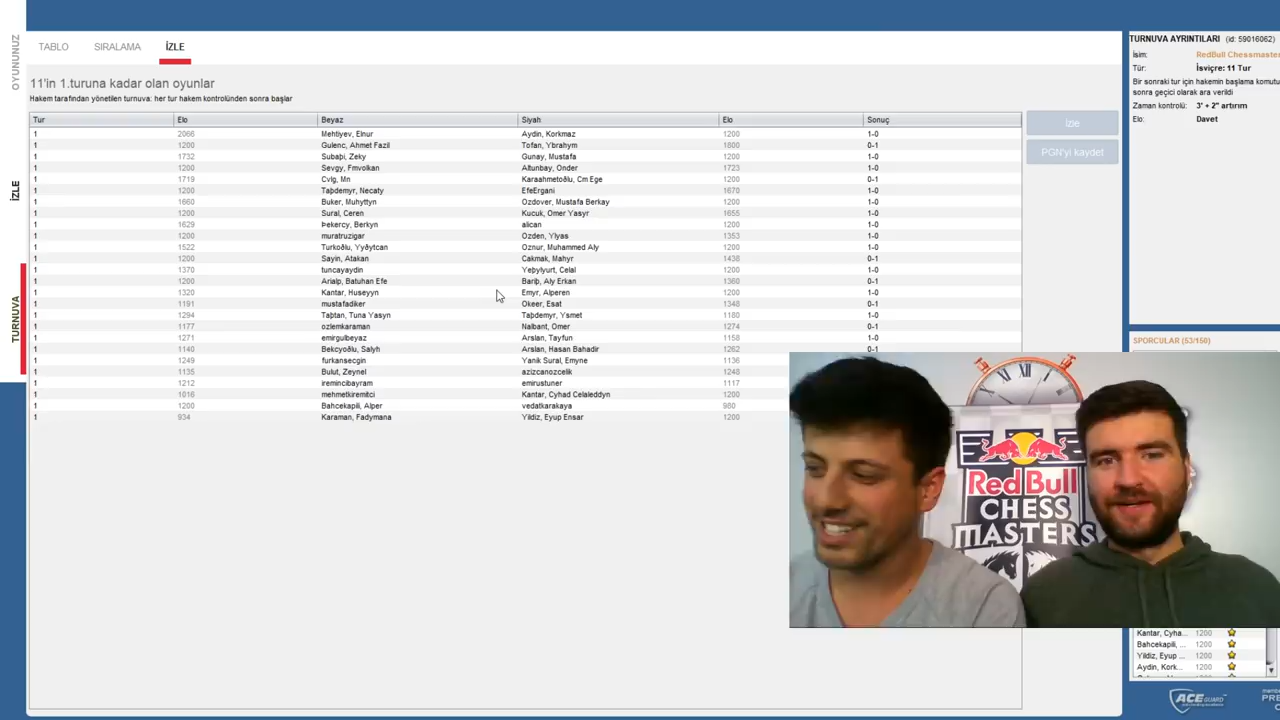 OYUNUNUZ
İZLE
TURNUVA
TABLO SIRALAMA İZLE
11'in 1.turuna kadar olan oyunlar
Hakem tarafından yönetilen turnuva: her tur hakem kontrolünden sonra başlar
Tur Elo Beyaz Siyah Elo Sonuç
1 2066 Mehtiyev, Elnur Aydin, Korkmaz 1200 1-0
1 1200 Gulenc, Ahmet Fazil Tofan, Ybrahym 1800 0-1
1 1732 Subaþi, Zeky Gunay, Mustafa 1200 1-0
1 1200 Sevgy, Fmvolkan Altunbay, Onder 1723 1-0
1 1719 Cvlg, Mn Karaahmetoðlu, Cm Ege 1200 0-1
1 1200 Taþdemyr, Necaty EfeErgani 1670 0-1
1 1660 Buker, Muhyttyn Ozdover, Mustafa Berkay 1200 1-0
1 1200 Sural, Ceren Kucuk, Omer Yasyr 1655 1-0
1 1629 Þekercy, Berkyn alican 1200 1-0
1 1200 muratruzigar Ozden, Ylyas 1353 1-0
1 1522 Turkoðlu, Yyðytcan Oznur, Muhammed Aly 1200 1-0
1 1200 Sayin, Atakan Cakmak, Mahyr 1438 0-1
1 1370 tuncayaydin Yeþylyurt, Celal 1200 1-0
1 1200 Arialp, Batuhan Efe Bariþ, Aly Erkan 1360 0-1
1 1320 Kantar, Huseyyn Emyr, Alperen 1200 1-0
1 1191 mustafadiker Okeer, Esat 1348 0-1
1 1294 Taþtan, Tuna Yasyn Taþdemyr, Ysmet 1180 1-0
1 1177 ozlemkaraman Nalbant, Omer 1274 0-1
1 1271 emirgulbeyaz Arslan, Tayfun 1158 1-0
1 1140 Bekcyoðlu, Salyh Arslan, Hasan Bahadir 1262 0-1
1 1249 furkansecgin Yanik Sural, Emyne 1136
1 1135 Bulut, Zeynel azizcanozcelik 1248
1 1212 iremincibayram emirustuner 1117
1 1016 mehmetkiremitci Kantar, Cyhad Celaleddyn 1200
1 1200 Bahcekapili, Alper vedatkarakaya 980
1 934 Karaman, Fadymana Yildiz, Eyup Ensar 1200
İzle
PGN'yi kaydet
TURNUVA AYRINTILARI (id: 59016062)
İsim: RedBull Chessmaster
Tür: İsviçre: 11 Tur
Bir sonraki tur için hakemin başlama komutu
sonra geçici olarak ara verildi
Zaman kontrolü: 3' + 2" artırım
Elo: Davet
SPORCULAR (53/150)
Red Bull
CHESS
MASTERS
Kantar, Cyha... 1200
Bahcekapili, ... 1200
Yildiz, Eyup ... 1200
Aydin, Kork... 1200
ACE GUARD